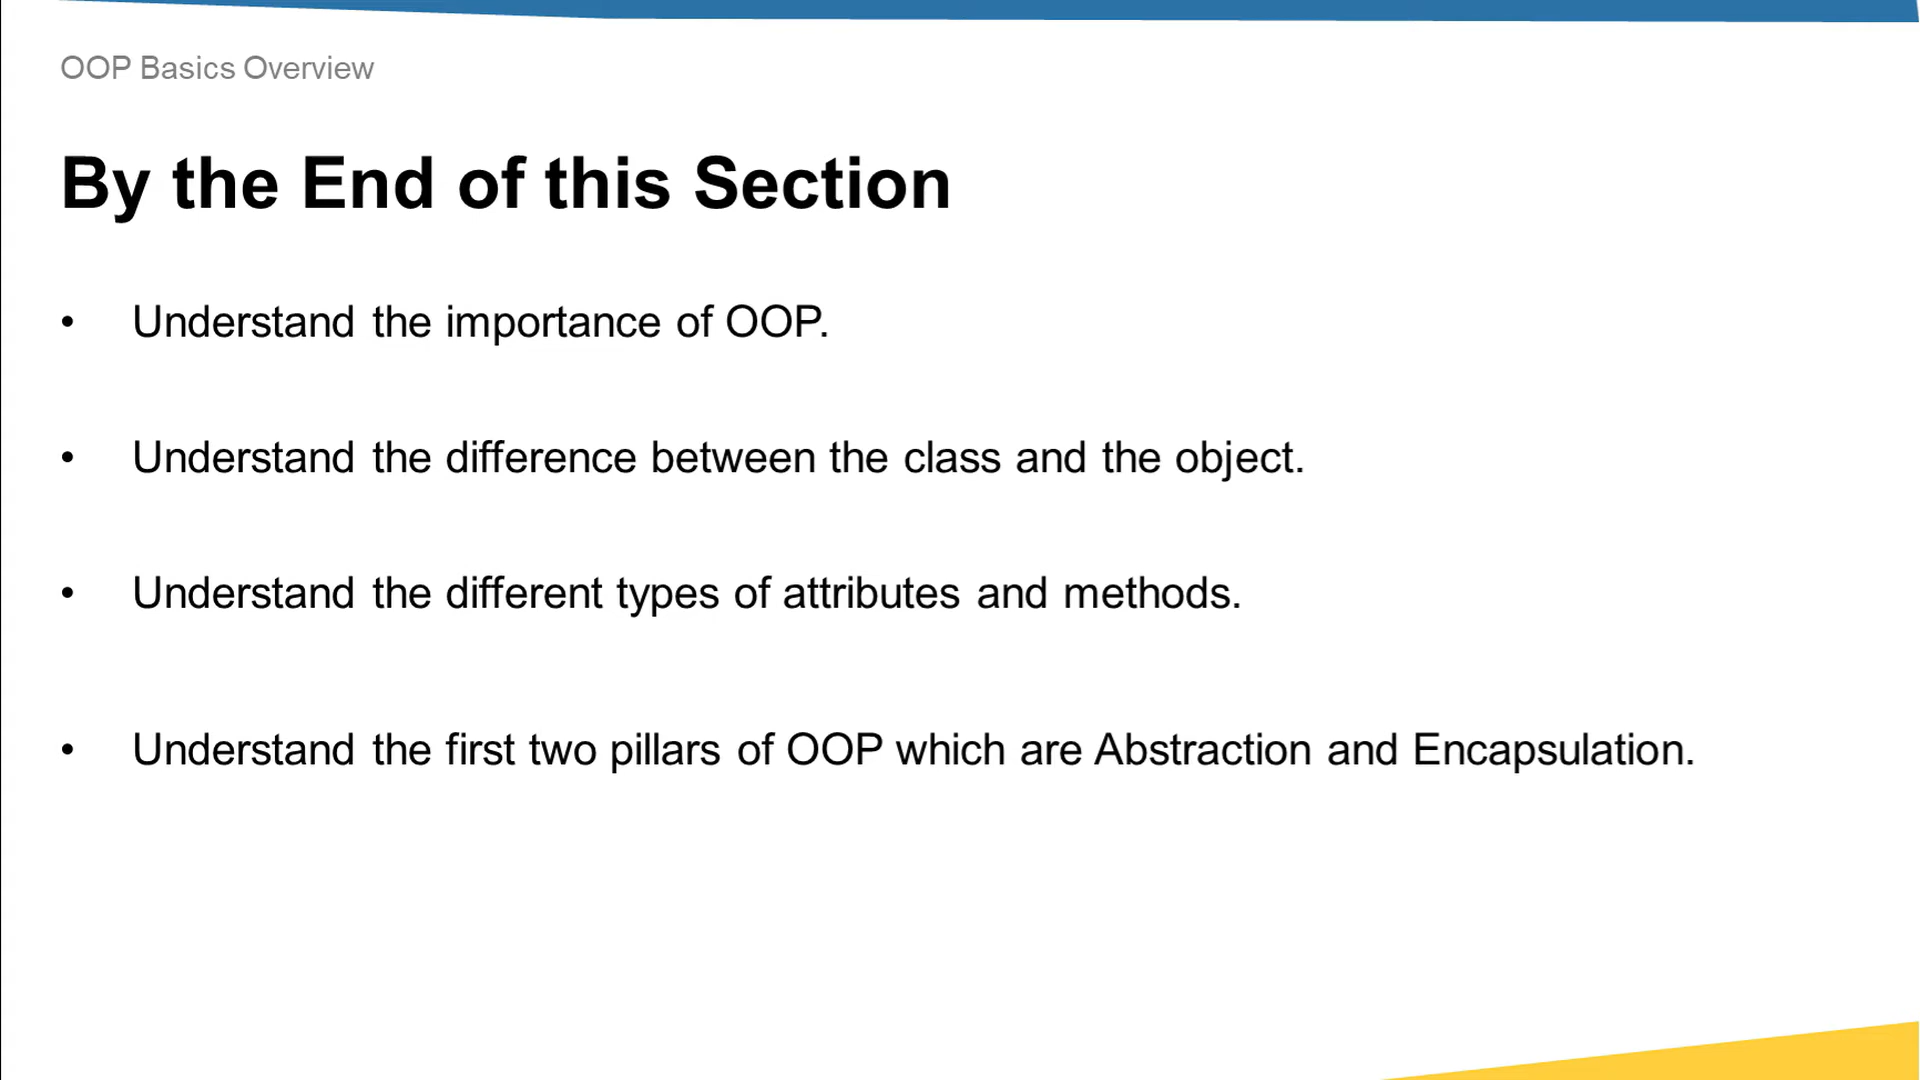 OOP Basics Overview
By the End of this Section
• Understand the importance of OOP.
• Understand the difference between the class and the object.
• Understand the different types of attributes and methods.
• Understand the first two pillars of OOP which are Abstraction and Encapsulation.